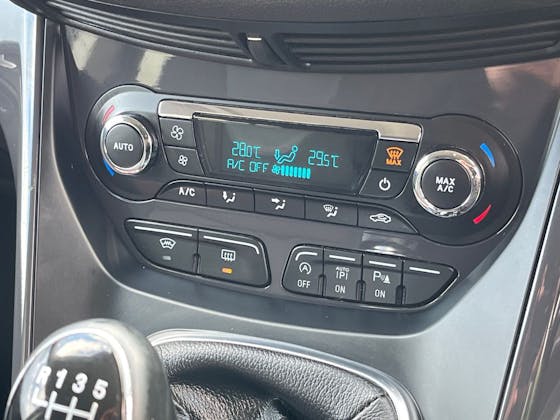 28.0°C 29.5°C
A/C OFF
AUTO
MAX
MAX
A/C
A/C
OFF
AUTO
(P)
ON
P
ON
R 1 3 5